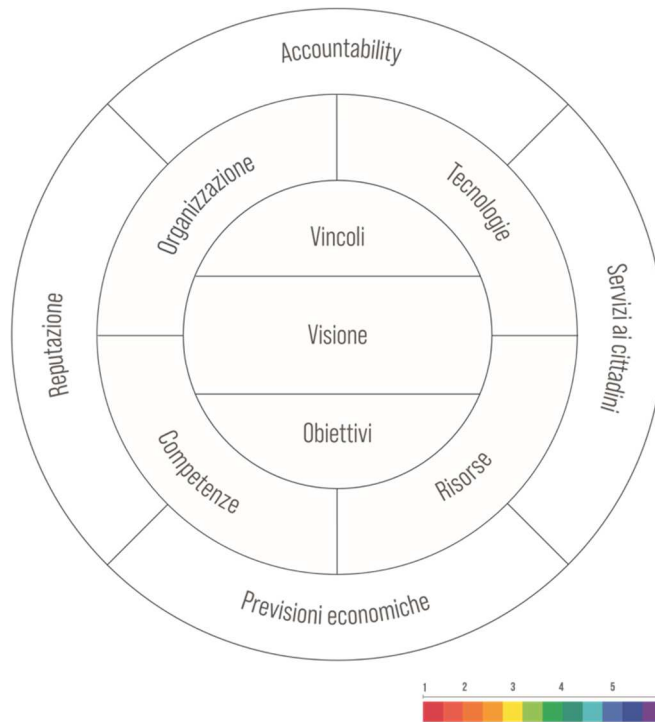 Accountability
Organizzazione
Tecnologie
Vincoli
Reputazione
Visione
Servizi ai cittadini
Obiettivi
Competenze
Risorse
Previsioni economiche
1 2 3 4 5